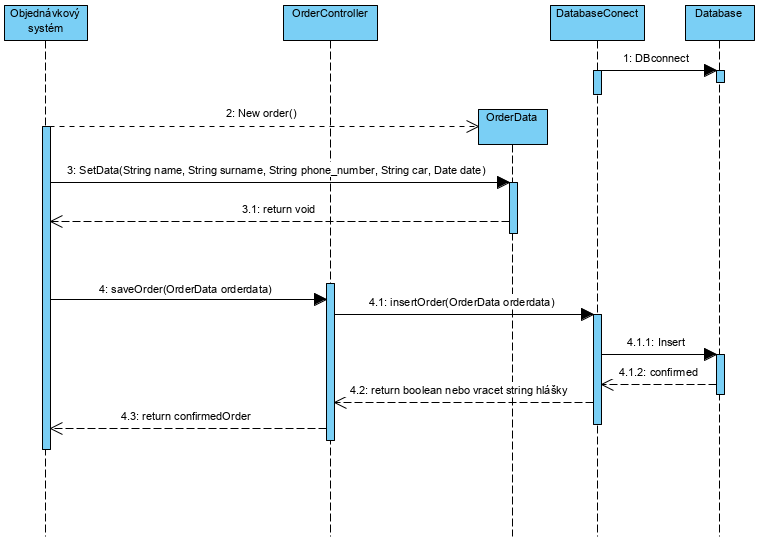 Objednávkový
systém
OrderController
DatabaseConect
Database
1: DBconnect
2: New order()
OrderData
3: SetData(String name, String surname, String phone_number, String car, Date date)
3.1: return void
4: saveOrder(OrderData orderdata)
4.1: insertOrder(OrderData orderdata)
4.1.1: Insert
4.1.2: confirmed
4.2: return boolean nebo vracet string hlášky
4.3: return confirmedOrder